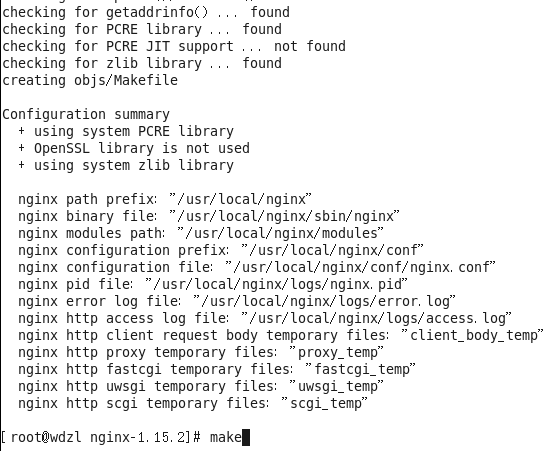 checking for getaddrinfo() ... found
checking for PCRE library ... found
checking for PCRE JIT support ... not found
checking for zlib library ... found
creating objs/Makefile
Configuration summary
+ using system PCRE library
+ OpenSSL library is not used
+ using system zlib library
nginx path prefix: "/usr/local/nginx"
nginx binary file: "/usr/local/nginx/sbin/nginx"
nginx modules path: "/usr/local/nginx/modules"
nginx configuration prefix: "/usr/local/nginx/conf"
nginx configuration file: "/usr/local/nginx/conf/nginx.conf"
nginx pid file: "/usr/local/nginx/logs/nginx.pid"
nginx error log file: "/usr/local/nginx/logs/error.log"
nginx http access log file: "/usr/local/nginx/logs/access.log"
nginx http client request body temporary files: "client_body_temp"
nginx http proxy temporary files: "proxy_temp"
nginx http fastcgi temporary files: "fastcgi_temp"
nginx http uwsgi temporary files: "uwsgi_temp"
nginx http scgi temporary files: "scgi_temp"
[root@wdzl nginx-1.15.2]# make